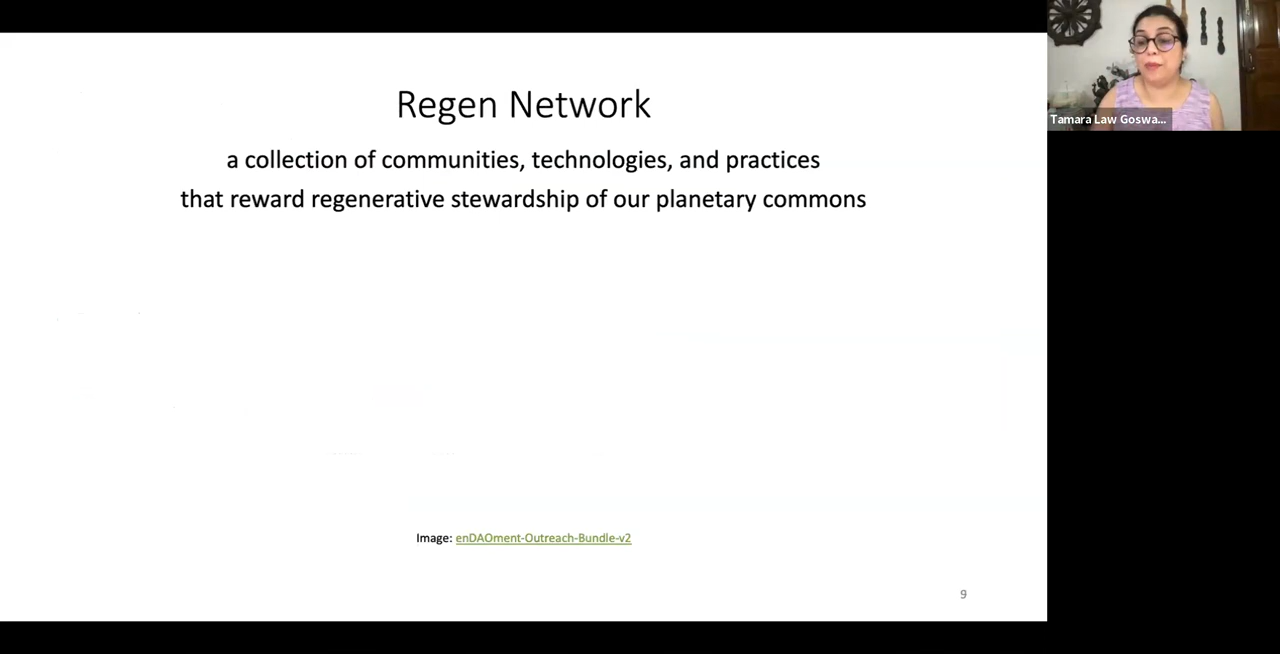 Regen Network
a collection of communities, technologies, and practices
that reward regenerative stewardship of our planetary commons
Tamara Law Goswa...
Image: enDAOment-Outreach-Bundle-v2
9